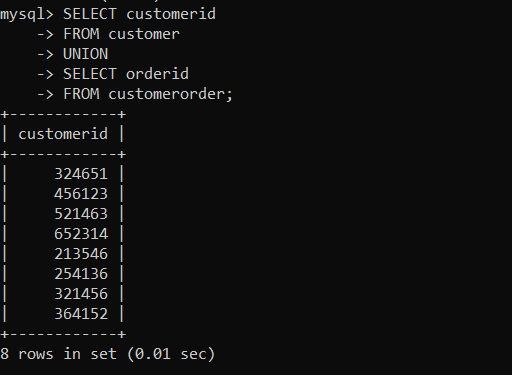 mysql> SELECT customerid
    -> FROM customer
    -> UNION
    -> SELECT orderid
    -> FROM customerorder;
+------------+
| customerid |
+------------+
|     324651 |
|     456123 |
|     521463 |
|     652314 |
|     213546 |
|     254136 |
|     321456 |
|     364152 |
+------------+
8 rows in set (0.01 sec)